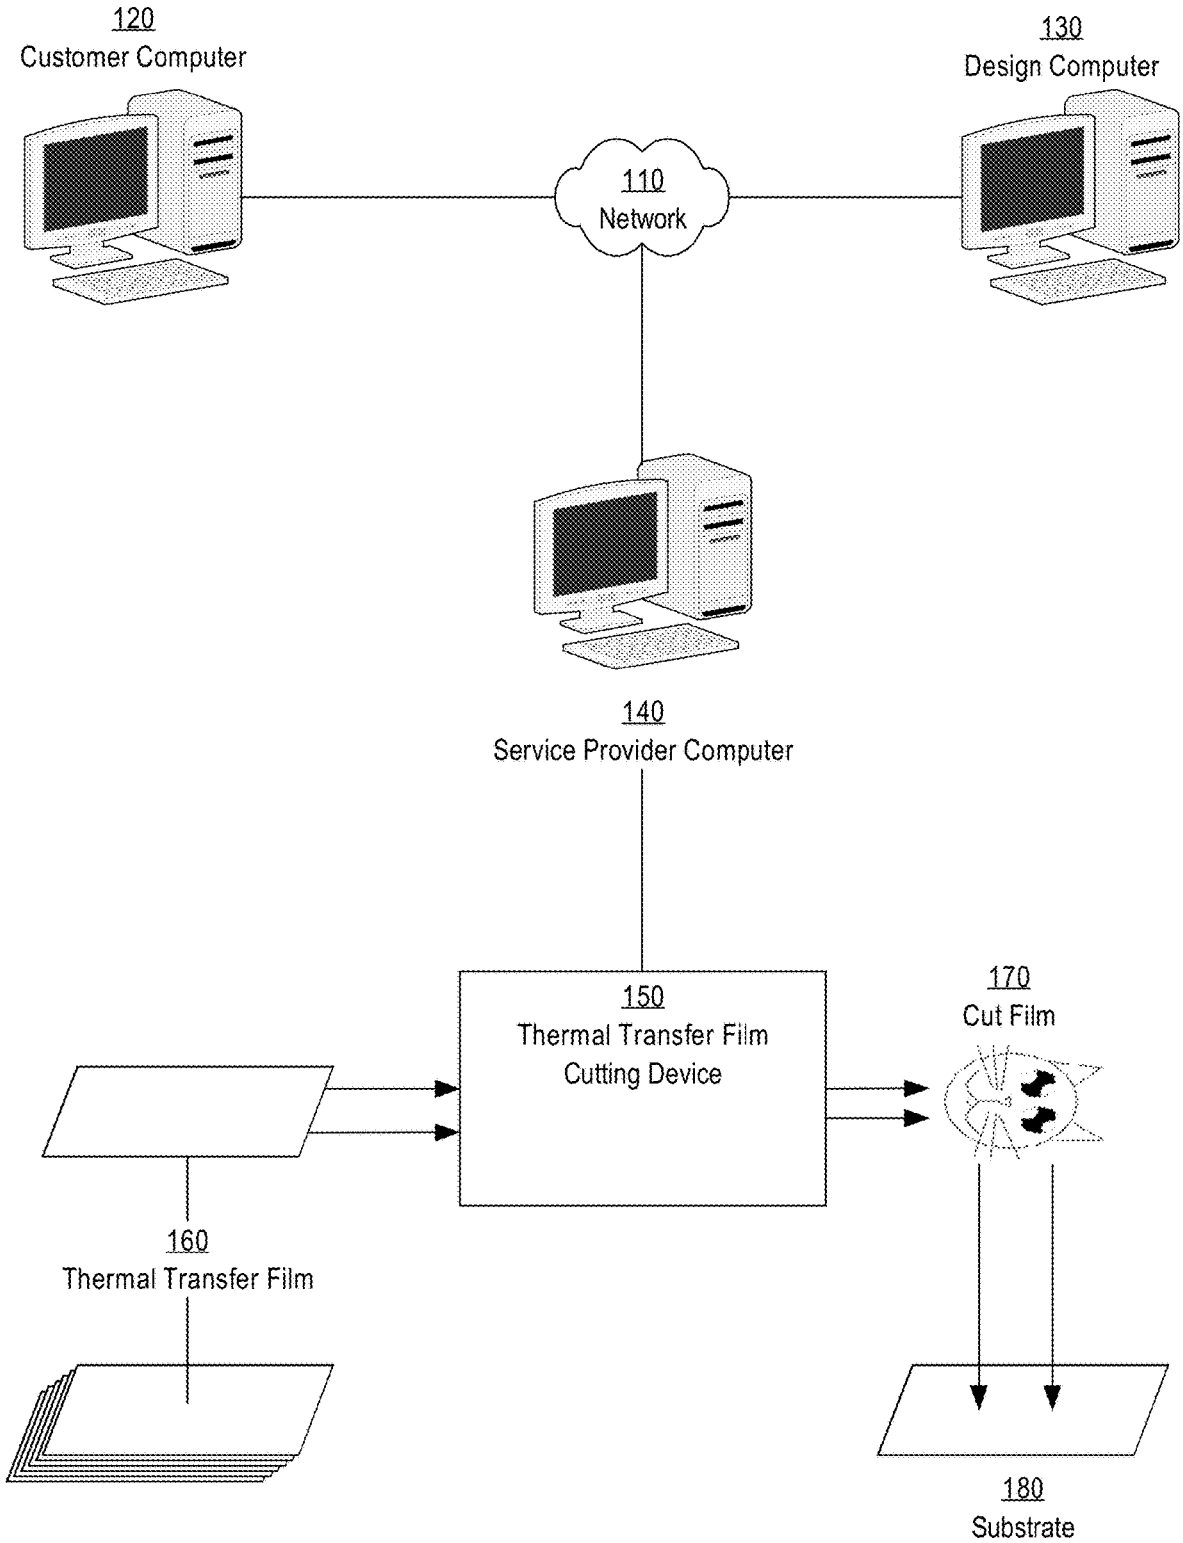 120
Customer Computer
130
Design Computer
110
Network
140
Service Provider Computer
150
Thermal Transfer Film
Cutting Device
170
Cut Film
160
Thermal Transfer Film
180
Substrate